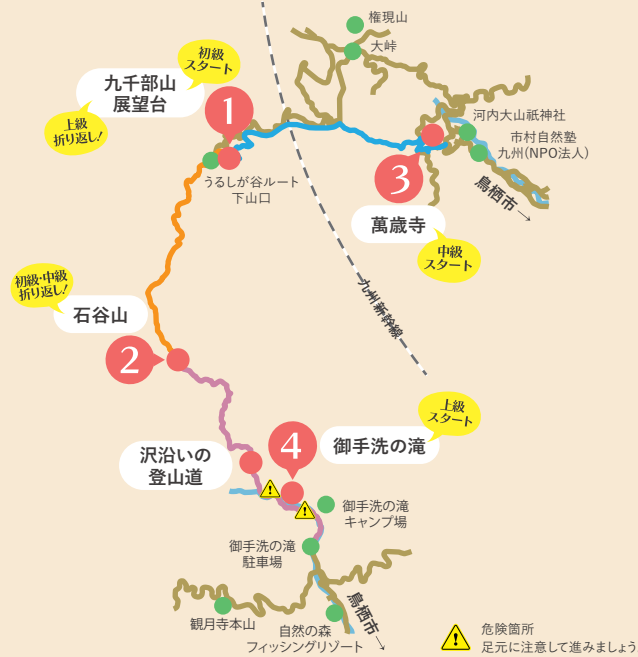 権現山
大峠
初級
スタート
九千部山
展望台
1
上級
折り返し!
うるしが谷ルート
下山口
河内大山祇神社
市村自然塾
九州(NPO法人)
鳥栖市→
3
萬歳寺
中級
スタート
九州新幹線
初級・中級
折り返し!
石谷山
2
上級
スタート
4
御手洗の滝
沢沿いの
登山道
御手洗の滝
キャンプ場
御手洗の滝
駐車場
観月寺本山
自然の森
フィッシングリゾート
鳥栖市→
危険箇所
足元に注意して進みましょう